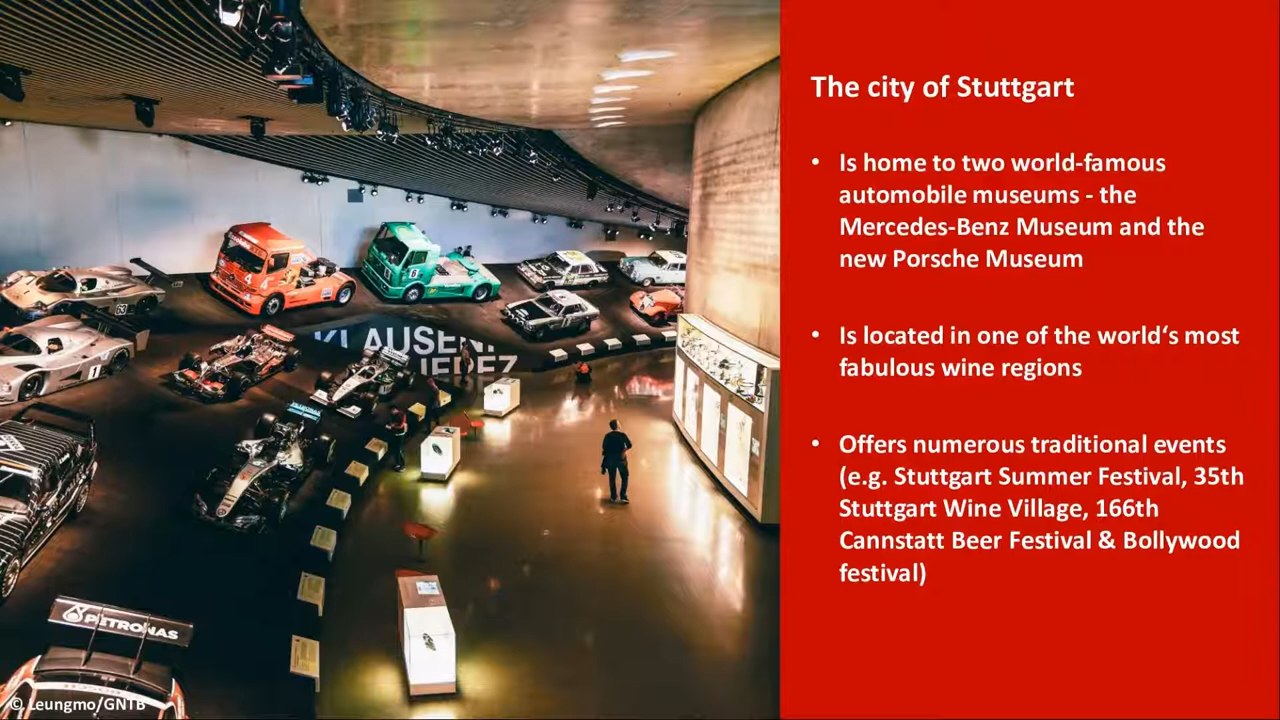 The city of Stuttgart
• Is home to two world-famous
automobile museums - the
Mercedes-Benz Museum and the
new Porsche Museum
• Is located in one of the world‘s most
fabulous wine regions
• Offers numerous traditional events
(e.g. Stuttgart Summer Festival, 35th
Stuttgart Wine Village, 166th
Cannstatt Beer Festival & Bollywood
festival)
KLAUSEN
JEREZ
PETRONAS
© Leungmo/GNTB